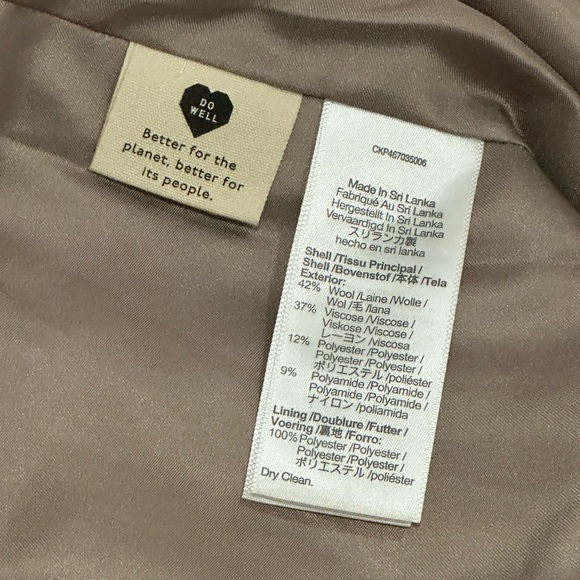 DO
WELL
Better for the
planet, better for
its people.
CKP467035006
Made In Sri Lanka
Fabriqué Au Sri Lanka
Hergestellt In Sri Lanka
Vervaardigd In Sri Lanka
スリランカ製
hecho en sri lanka
Shell /Tissu Principal /
Shell /Bovenstof /本体 /Tela
Exterior:
42% Wool /Laine /Wolle /
Wol /毛 /lana
37% Viscose /Viscose /
Viskose /Viscose /
レーヨン /viscosa
12% Polyester /Polyester /
Polyester /Polyester /
ポリエステル /poliéster
9% Polyamide /Polyamide /
Polyamide /Polyamide /
ナイロン /poliamida
Lining /Doublure /Futter /
Voering /裏地 /Forro:
100% Polyester /Polyester /
Polyester /Polyester /
ポリエステル /poliéster
Dry Clean.